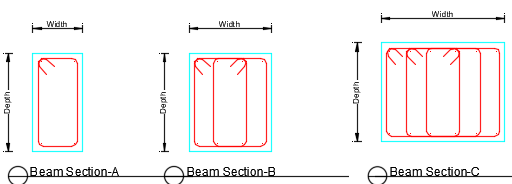 Width
Width
Width
Depth
Depth
Depth
Beam Section-A
Beam Section-B
Beam Section-C